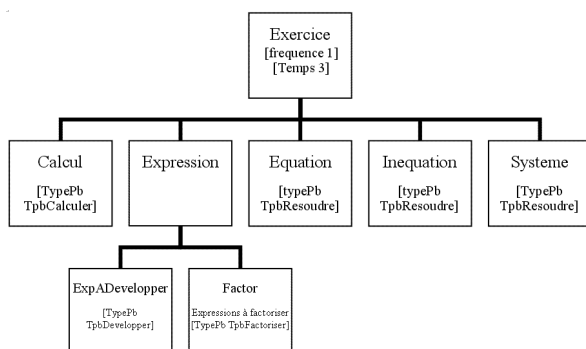 Exercice
[frequence 1]
[Temps 3]
Calcul
[TypePb
TpbCalculer]
Expression
Equation
[typePb
TpbResoudre]
Inequation
[typePb
TpbResoudre]
Systeme
[TypePb
TpbResoudre]
ExpADevelopper
[TypePb
TpbDevelopper]
Factor
Expressions à factoriser
[TypePb TpbFactoriser]